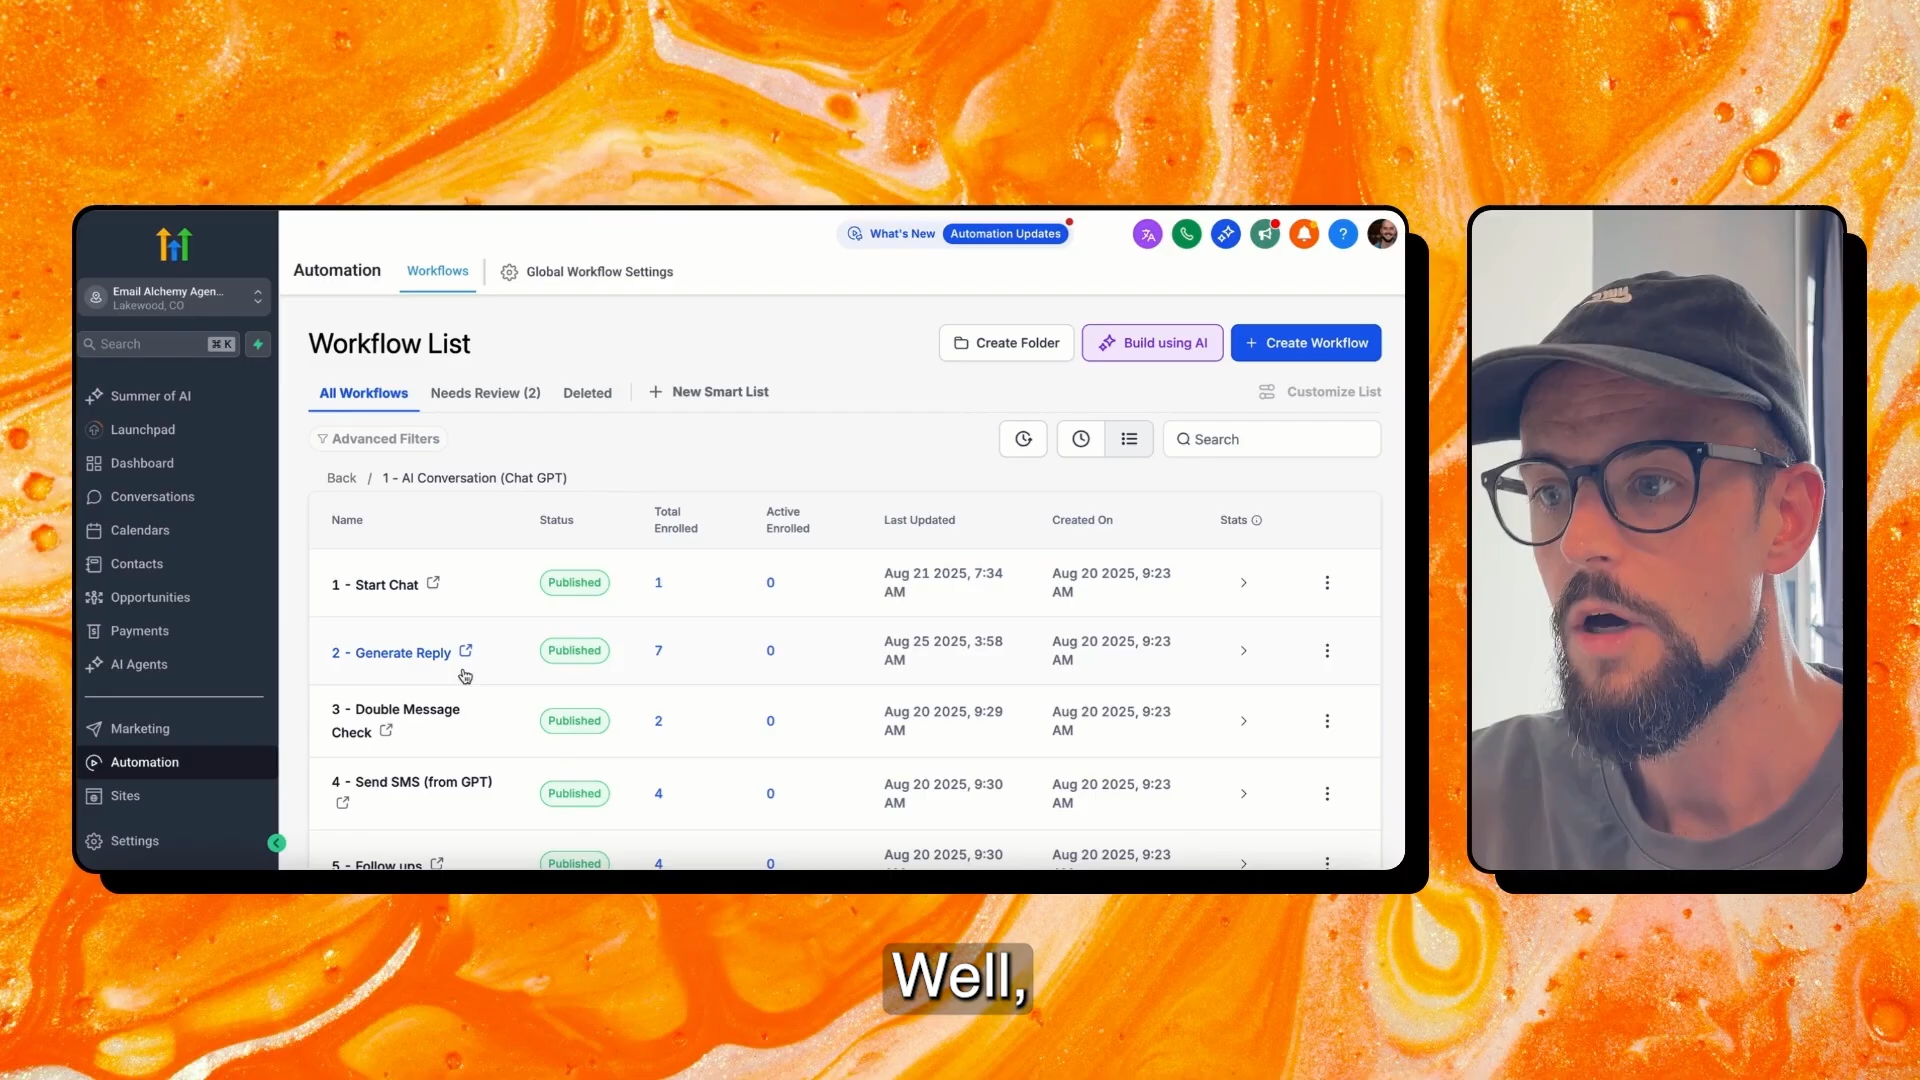 What's New
Automation Updates
Automation
Workflows
Global Workflow Settings
Email Alchemy Agen...
Lakewood, CO
Search
⌘ K
Summer of AI
Launchpad
Dashboard
Conversations
Calendars
Contacts
Opportunities
Payments
AI Agents
Marketing
Automation
Sites
Settings
Workflow List
Create Folder
Build using AI
+ Create Workflow
All Workflows
Needs Review (2)
Deleted
+ New Smart List
Customize List
Advanced Filters
Search
Back / 1 - AI Conversation (Chat GPT)
Name
Status
Total
Enrolled
Active
Enrolled
Last Updated
Created On
Stats
1 - Start Chat
Published
1
0
Aug 21 2025, 7:34
AM
Aug 20 2025, 9:23
AM
2 - Generate Reply
Published
7
0
Aug 25 2025, 3:58
AM
Aug 20 2025, 9:23
AM
3 - Double Message
Check
Published
2
0
Aug 20 2025, 9:29
AM
Aug 20 2025, 9:23
AM
4 - Send SMS (from GPT)
Published
4
0
Aug 20 2025, 9:30
AM
Aug 20 2025, 9:23
AM
5 - Follow ups
Published
4
0
Aug 20 2025, 9:30
Aug 20 2025, 9:23
Well,